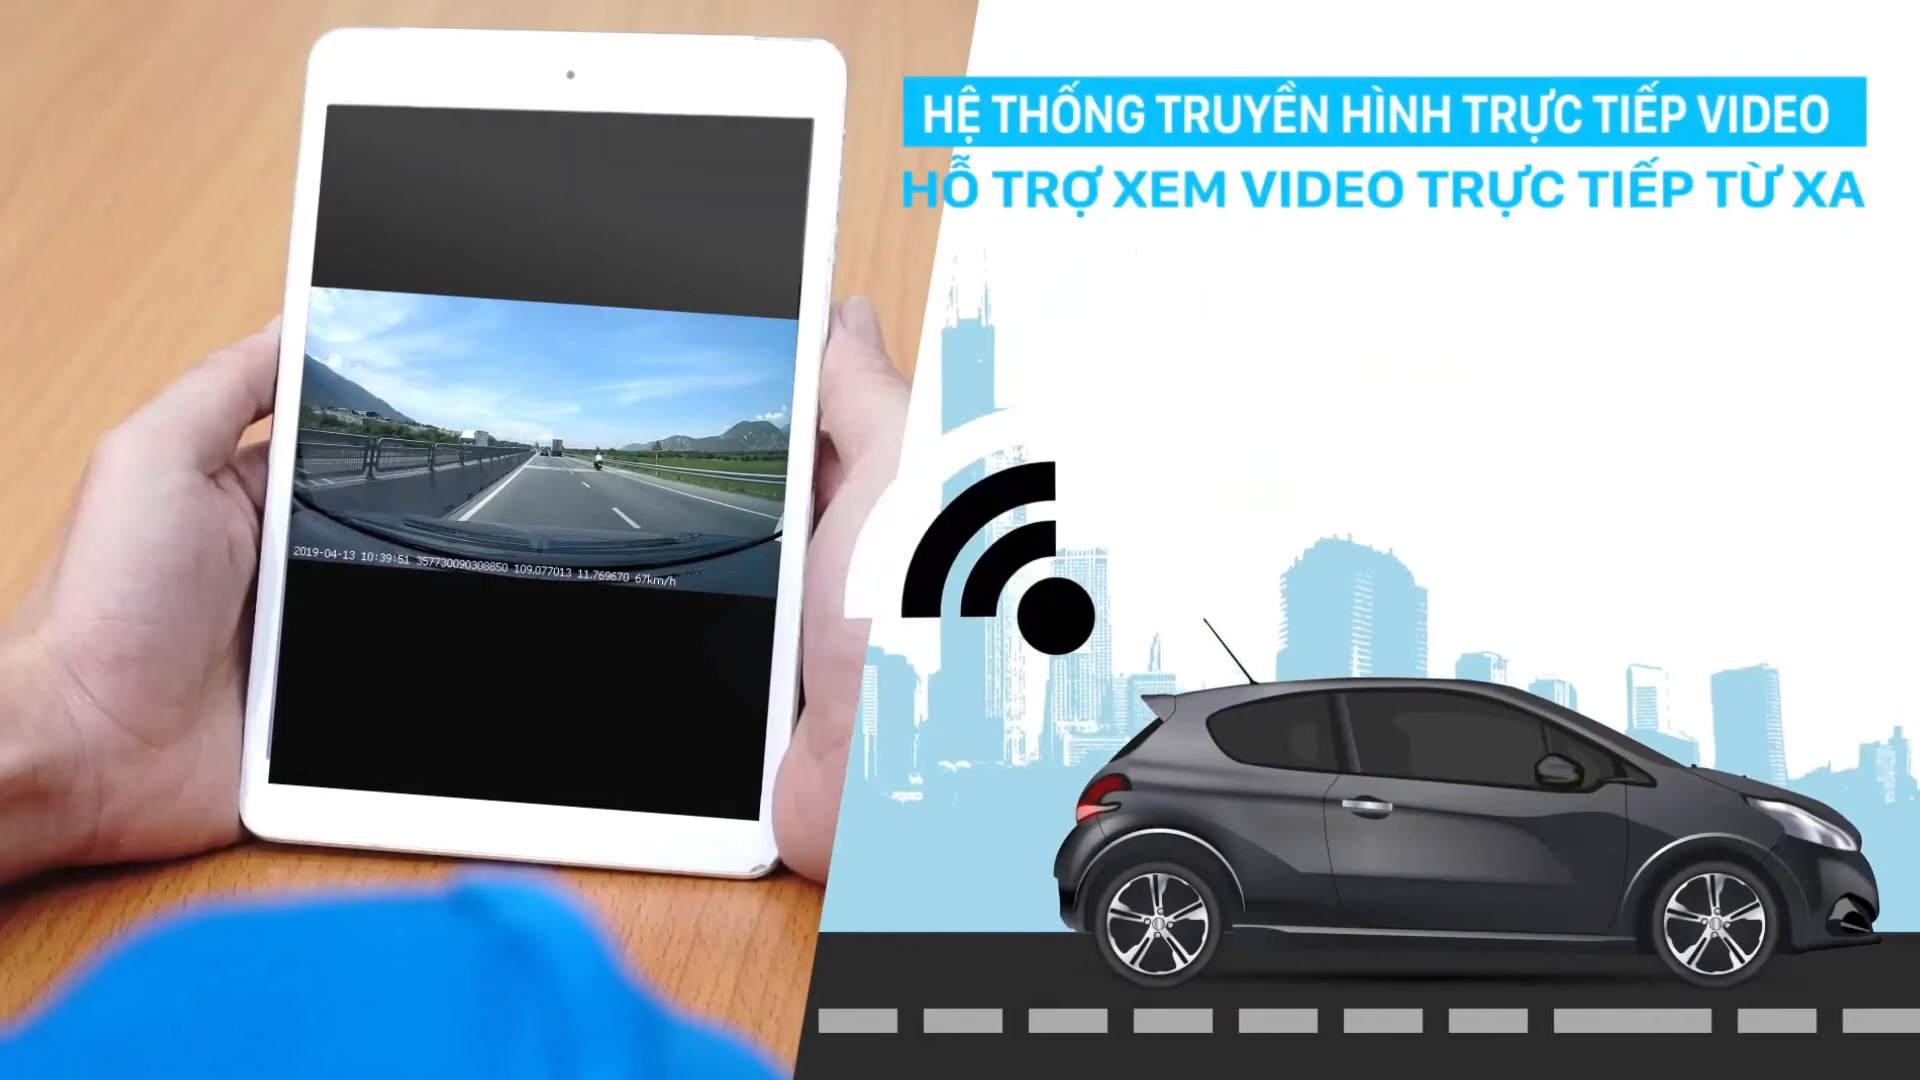 HỆ THỐNG TRUYỀN HÌNH TRỰC TIẾP VIDEO
HỖ TRỢ XEM VIDEO TRỰC TIẾP TỪ XA
2019-04-13 10:39:51 357730090308850 109.077013 11.769670 67km/h